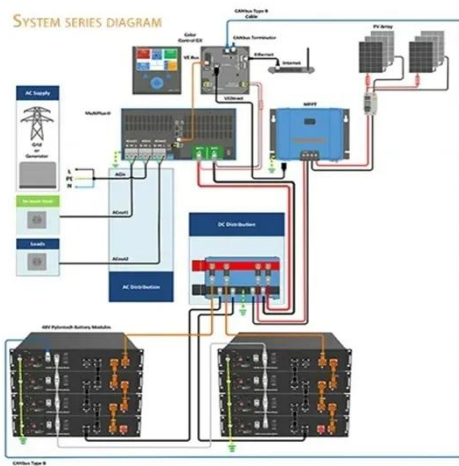 SYSTEM SERIES DIAGRAM
CANbus Type B
Cable
Color
Control GX
CANbus Terminator
PV Array
Ethernet
Internet
VE Bus
AC Supply
VE.Direct
MPPT
MultiPlus-II
Grid
or
Generator
L
PE
N
ACin
ACout1
DC Distribution
Loads
ACout2
AC Distribution
48V Pylontech Battery Modules
CANbus Type B